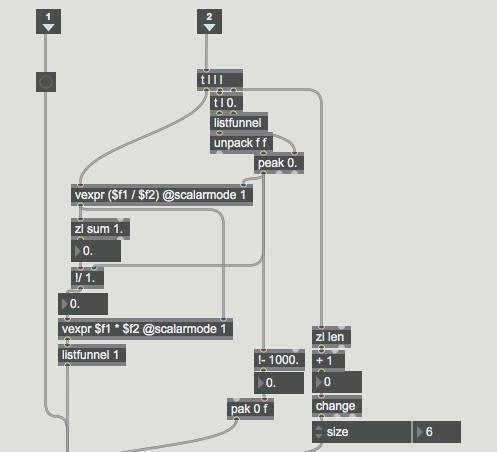 1
2
t l l l
t l 0.
listfunnel
unpack f f
peak 0.
vexpr ($f1 / $f2) @scalarmode 1
zl sum 1.
0.
!/ 1.
0.
vexpr $f1 * $f2 @scalarmode 1
zl len
listfunnel 1
!- 1000.
+ 1
0.
0
pak 0 f
change
size
6